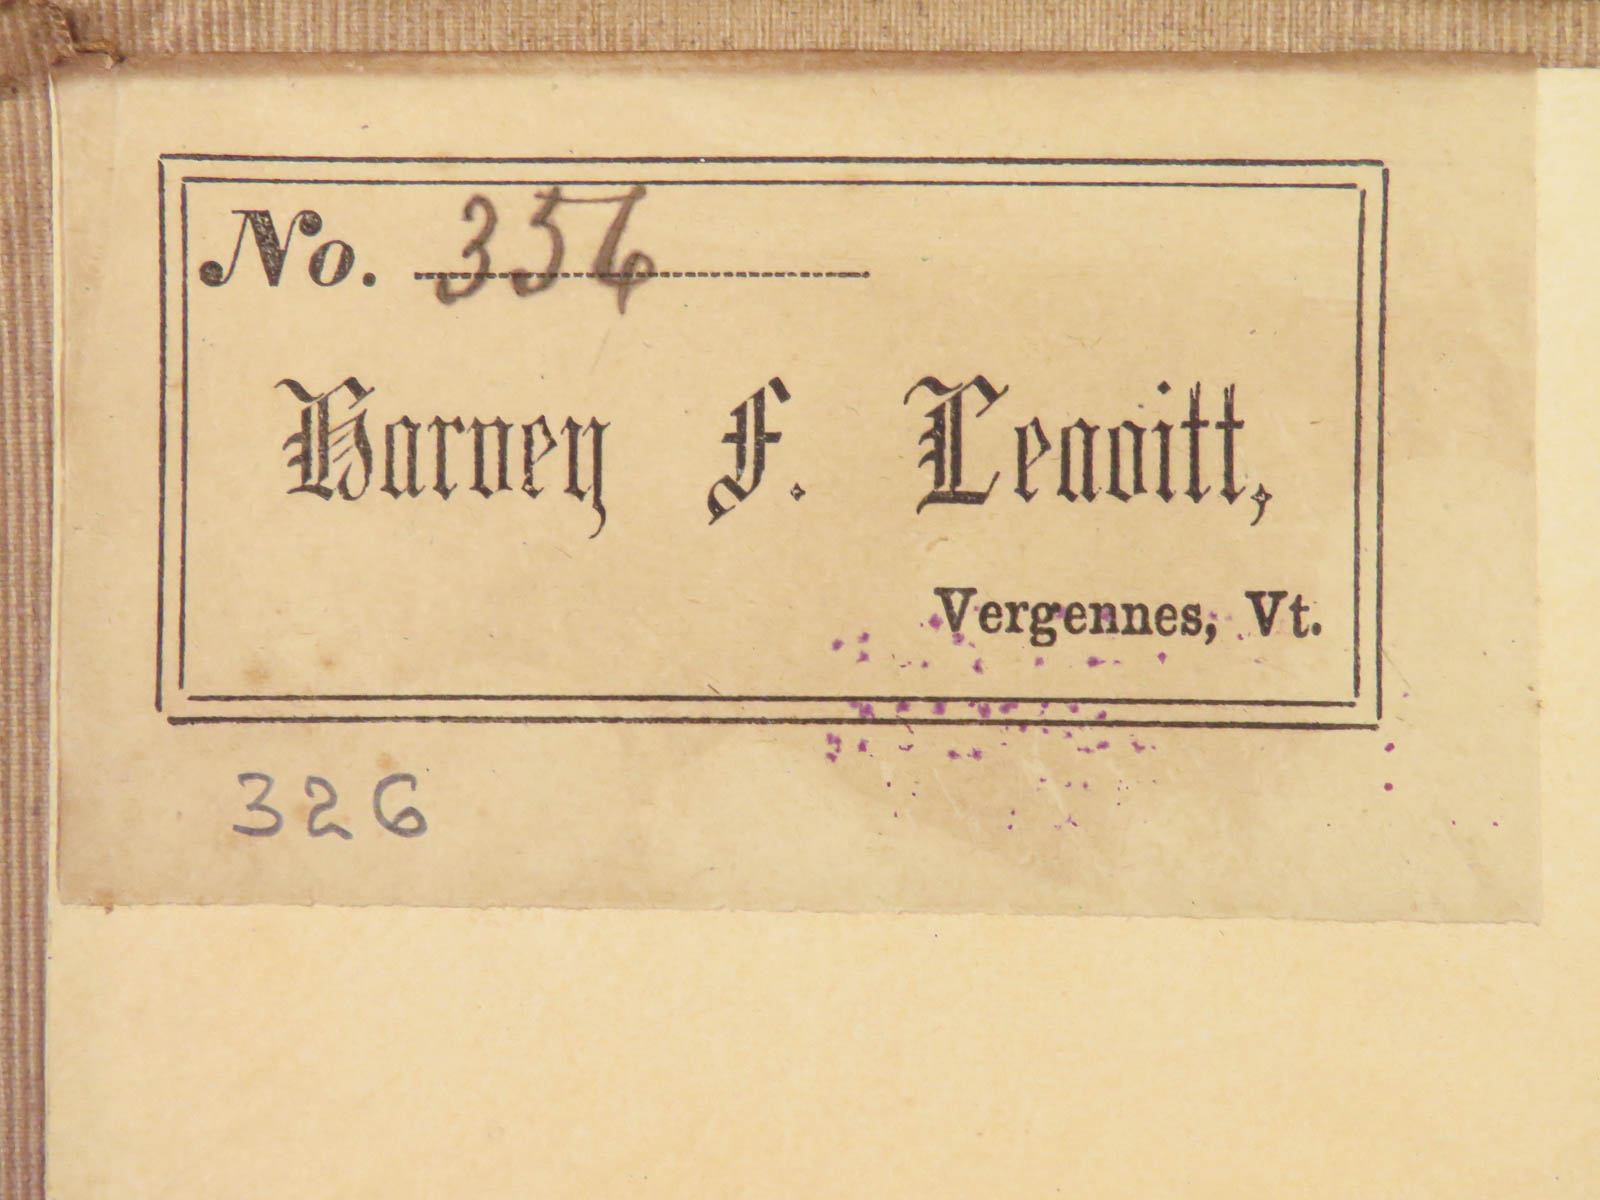 No. 356
Harvey F. Leavitt,
Vergennes, Vt.
326